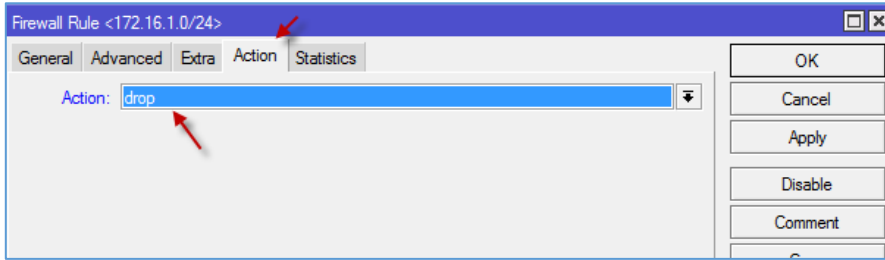 Firewall Rule <172.16.1.0/24>
General Advanced Extra Action Statistics
OK
Action: drop
Cancel
Apply
Disable
Comment